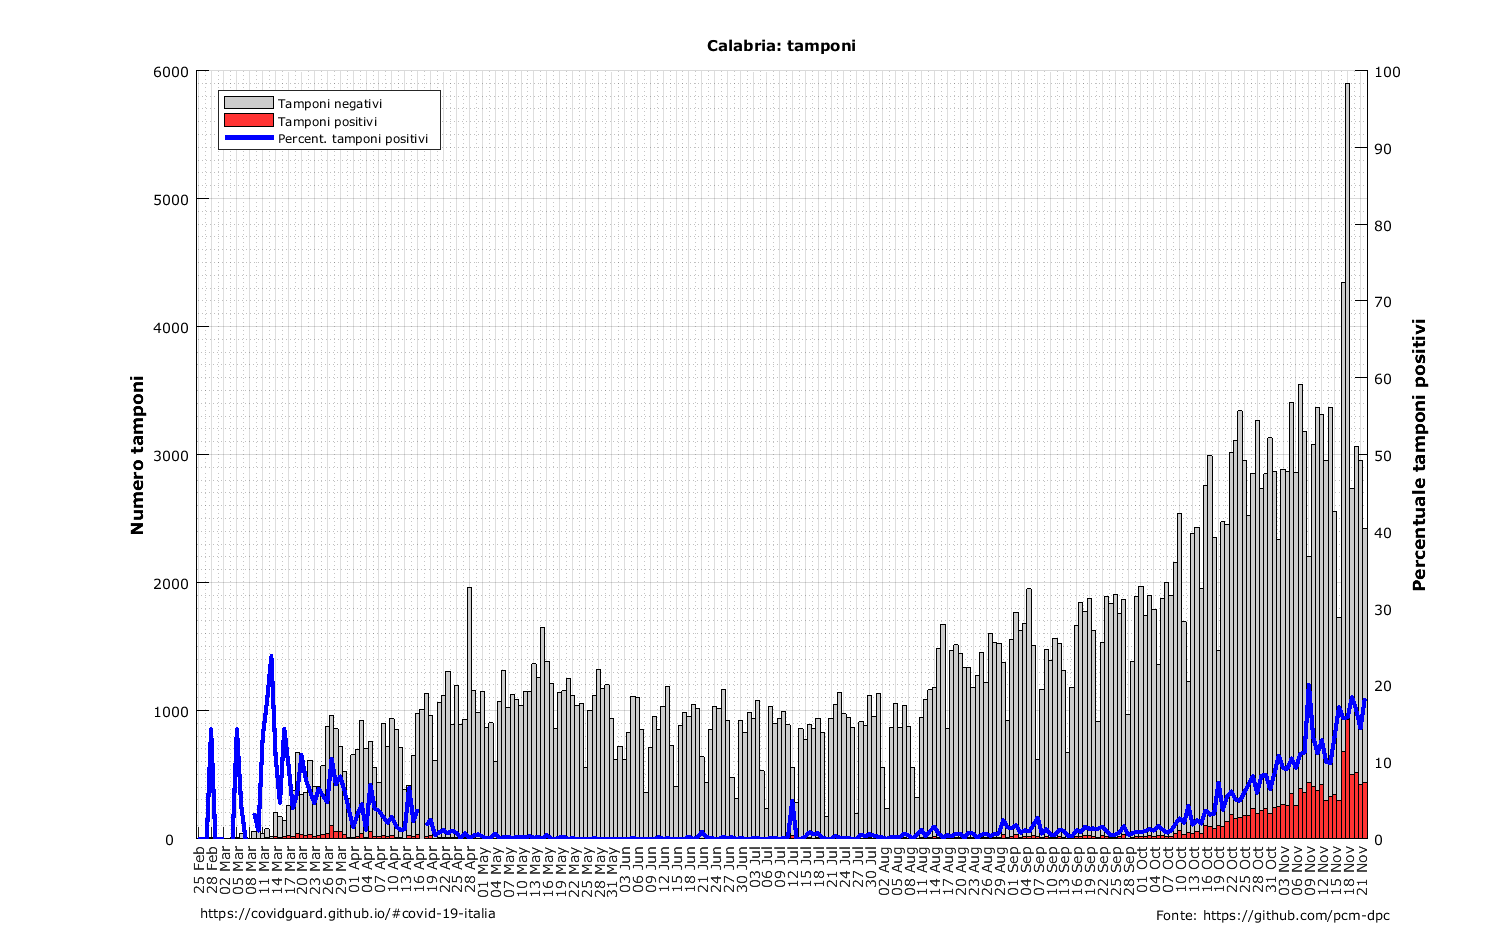 Calabria: tamponi
6000
5000
4000
3000
2000
1000
0
100
90
80
70
60
50
40
30
20
10
0
Tamponi negativi
Tamponi positivi
Percent. tamponi positivi
Numero tamponi
Percentuale tamponi positivi
25 Feb
28 Feb
02 Mar
05 Mar
08 Mar
11 Mar
14 Mar
17 Mar
20 Mar
23 Mar
26 Mar
29 Mar
01 Apr
04 Apr
07 Apr
10 Apr
13 Apr
16 Apr
19 Apr
22 Apr
25 Apr
28 Apr
01 May
04 May
07 May
10 May
13 May
16 May
19 May
22 May
25 May
28 May
31 May
03 Jun
06 Jun
09 Jun
12 Jun
15 Jun
18 Jun
21 Jun
24 Jun
27 Jun
30 Jun
03 Jul
06 Jul
09 Jul
12 Jul
15 Jul
18 Jul
21 Jul
24 Jul
27 Jul
30 Jul
02 Aug
05 Aug
08 Aug
11 Aug
14 Aug
17 Aug
20 Aug
23 Aug
26 Aug
29 Aug
01 Sep
04 Sep
07 Sep
10 Sep
13 Sep
16 Sep
19 Sep
22 Sep
25 Sep
28 Sep
01 Oct
04 Oct
07 Oct
10 Oct
13 Oct
16 Oct
19 Oct
22 Oct
25 Oct
28 Oct
31 Oct
03 Nov
06 Nov
09 Nov
12 Nov
15 Nov
18 Nov
21 Nov
https://covidguard.github.io/#covid-19-italia
Fonte: https://github.com/pcm-dpc